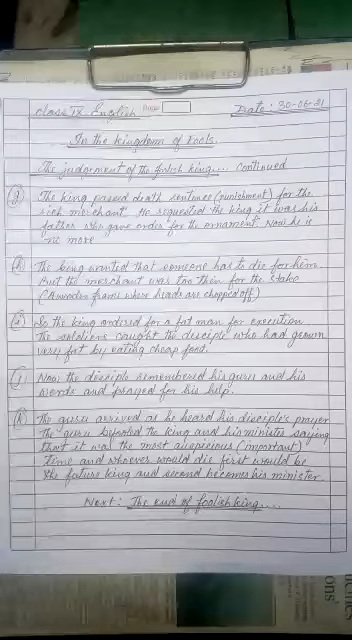 Class IX English Page:
Date: 30-06-21
In the Kingdom of Fools.
The judgement of the foolish king.... Continued
(g) The king passed death sentence (punishment) for the
rich merchant. He requested the king it was his
father who gave order for the ornament. Now he is
no more
(h) The king wanted that someone has to die for him.
But the merchant was too thin for the stake
(A wooden frame where heads are chopped off)
So the king ordered for a fat man for execution
The soldiers caught the disciple who had grown
very fat by eating cheap food.
(j) Now the disciple remembered his guru and his
words and prayed for his help.
(k) The guru arrived as he heard his disciple's prayer
The guru befooled the king and his minister saying
that it was the most auspicious (important)
time and whoever would die first would be
the future king and second becomes his minister
Next: The end of foolish king.....